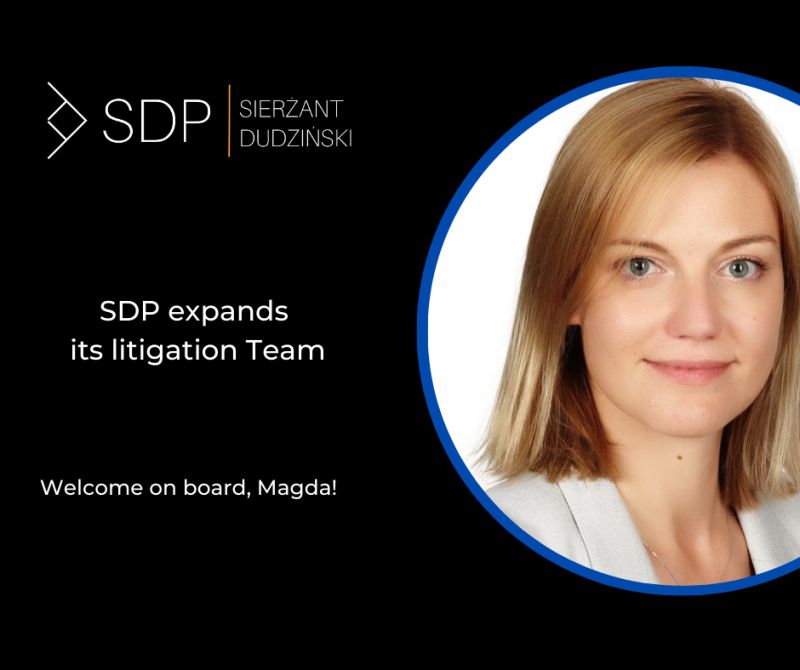 SDP
SIERŻANT
DUDZIŃSKI
SDP expands
its litigation Team
Welcome on board, Magda!